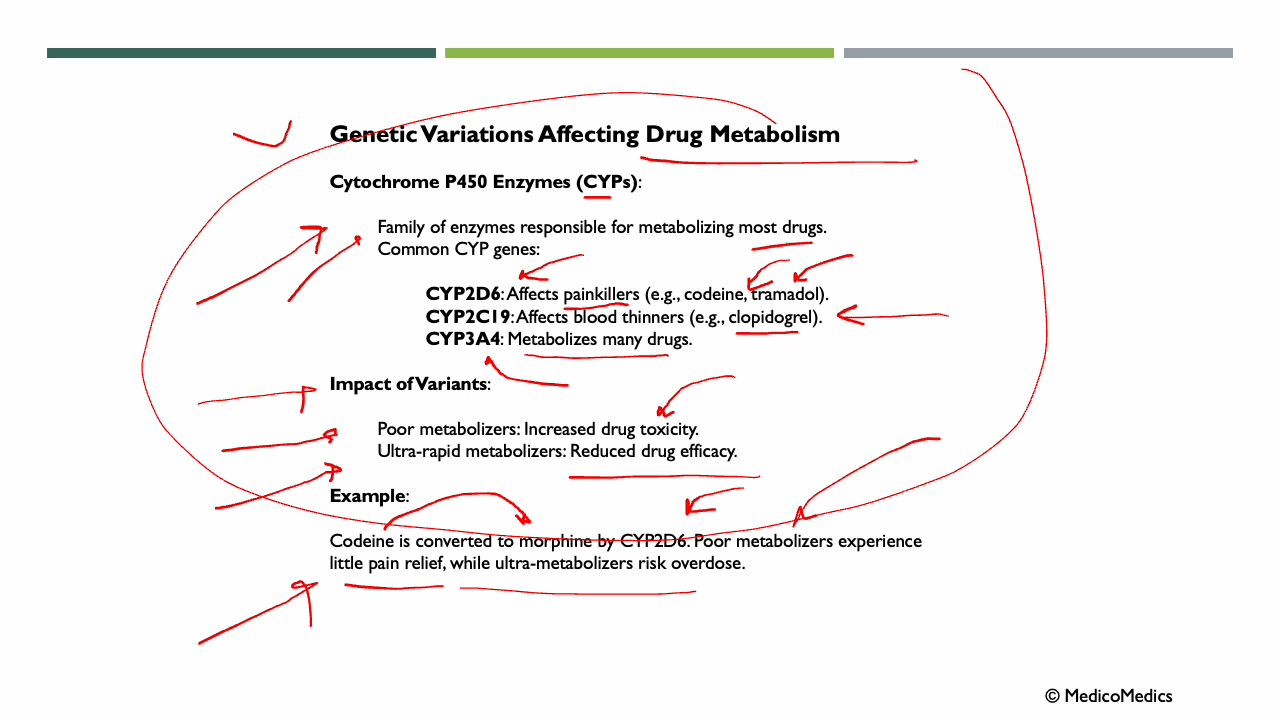 Genetic Variations Affecting Drug Metabolism
Cytochrome P450 Enzymes (CYPs):
Family of enzymes responsible for metabolizing most drugs.
Common CYP genes:
CYP2D6: Affects painkillers (e.g., codeine, tramadol).
CYP2C19: Affects blood thinners (e.g., clopidogrel).
CYP3A4: Metabolizes many drugs.
Impact of Variants:
Poor metabolizers: Increased drug toxicity.
Ultra-rapid metabolizers: Reduced drug efficacy.
Example:
Codeine is converted to morphine by CYP2D6. Poor metabolizers experience
little pain relief, while ultra-metabolizers risk overdose.
© MedicoMedics